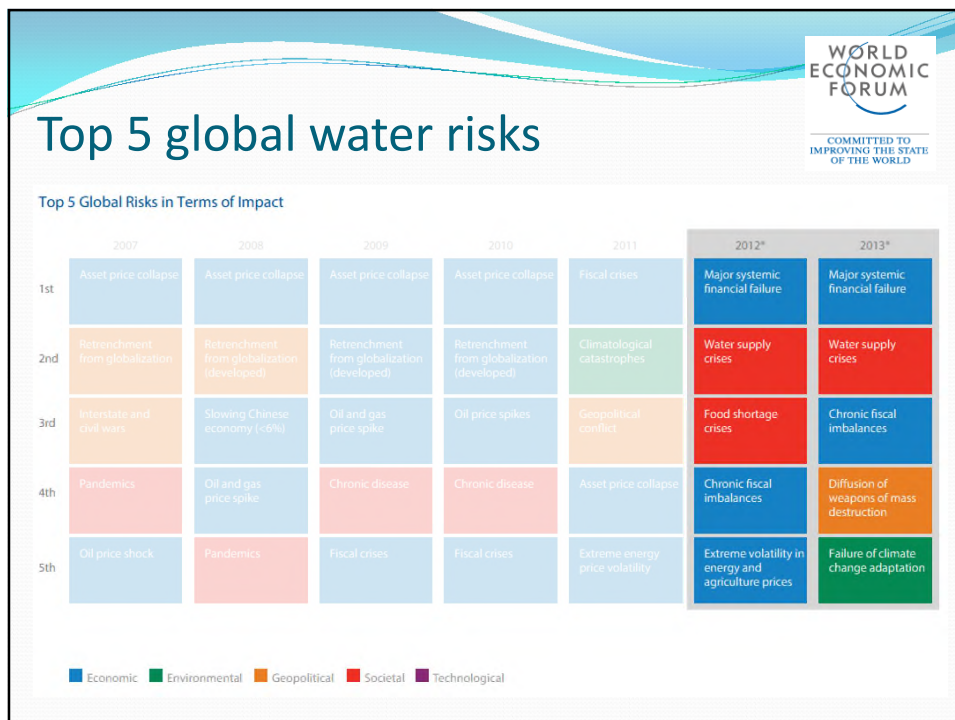 WORLD
ECONOMIC
FORUM
COMMITTED TO
IMPROVING THE STATE
OF THE WORLD
Top 5 global water risks
Top 5 Global Risks in Terms of Impact
2007 2008 2009 2010 2011 2012* 2013*
1st
Asset price collapse
Asset price collapse
Asset price collapse
Asset price collapse
Fiscal crises
Major systemic
financial failure
Major systemic
financial failure
2nd
Retrenchment
from globalization
Retrenchment
from globalization
(developed)
Retrenchment
from globalization
(developed)
Retrenchment
from globalization
(developed)
Climatological
catastrophes
Water supply
crises
Water supply
crises
3rd
Interstate and
civil wars
Slowing Chinese
economy (<6%)
Oil and gas
price spike
Oil price spikes
Geopolitical
conflict
Food shortage
crises
Chronic fiscal
imbalances
4th
Pandemics
Oil and gas
price spike
Chronic disease
Chronic disease
Asset price collapse
Chronic fiscal
imbalances
Diffusion of
weapons of mass
destruction
5th
Oil price shock
Pandemics
Fiscal crises
Fiscal crises
Extreme energy
price volatility
Extreme volatility in
energy and
agriculture prices
Failure of climate
change adaptation
Economic Environmental Geopolitical Societal Technological